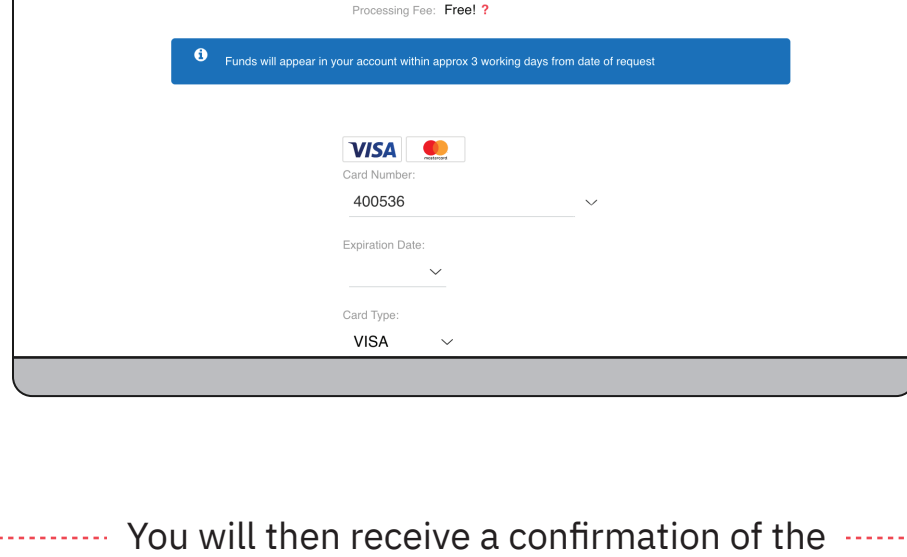 Processing Fee: Free! ?
Funds will appear in your account within approx 3 working days from date of request
VISA mastercard
Card Number:
400536
Expiration Date:
Card Type:
VISA
You will then receive a confirmation of the